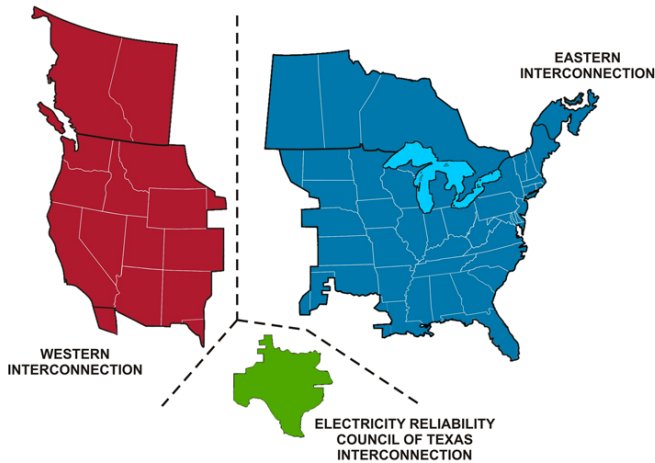 EASTERN
INTERCONNECTION
WESTERN
INTERCONNECTION
ELECTRICITY RELIABILITY
COUNCIL OF TEXAS
INTERCONNECTION